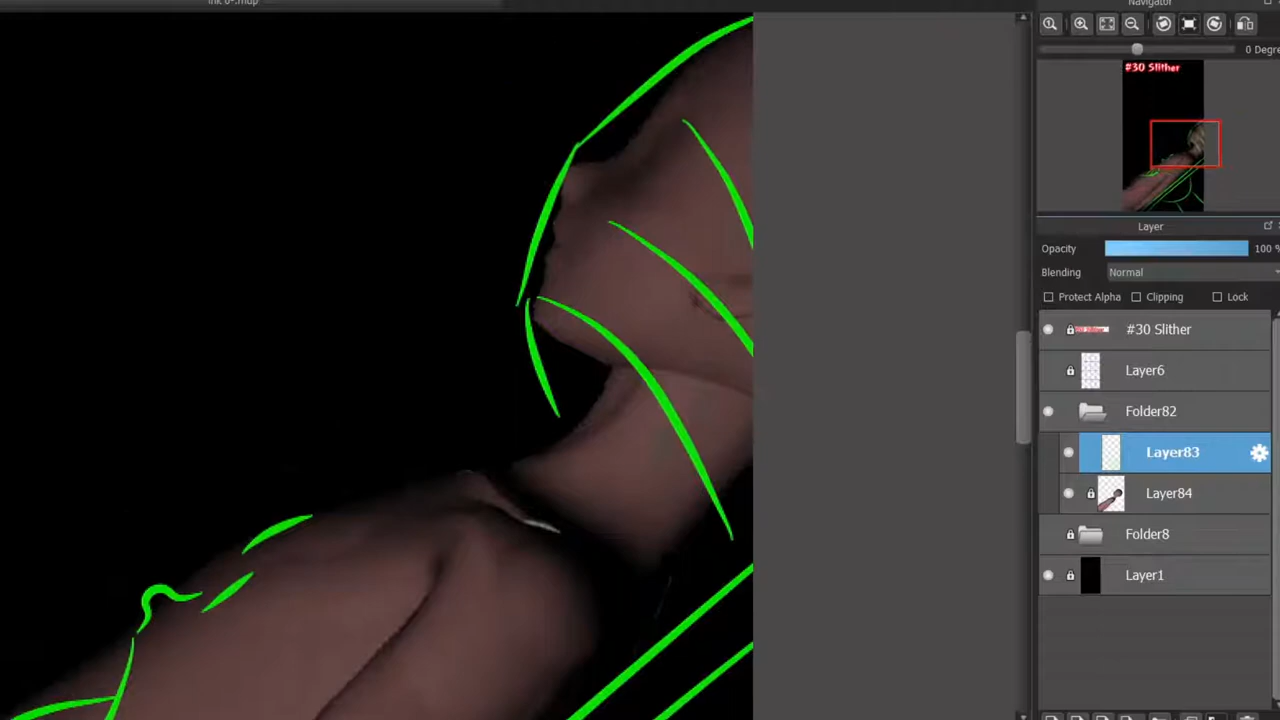 ink 6-.mdp
Navigator
0 Degre
#30 Slither
Layer
Opacity
100 %
Blending
Normal
Protect Alpha
Clipping
Lock
#30 Slither
Layer6
Folder82
Layer83
Layer84
Folder8
Layer1